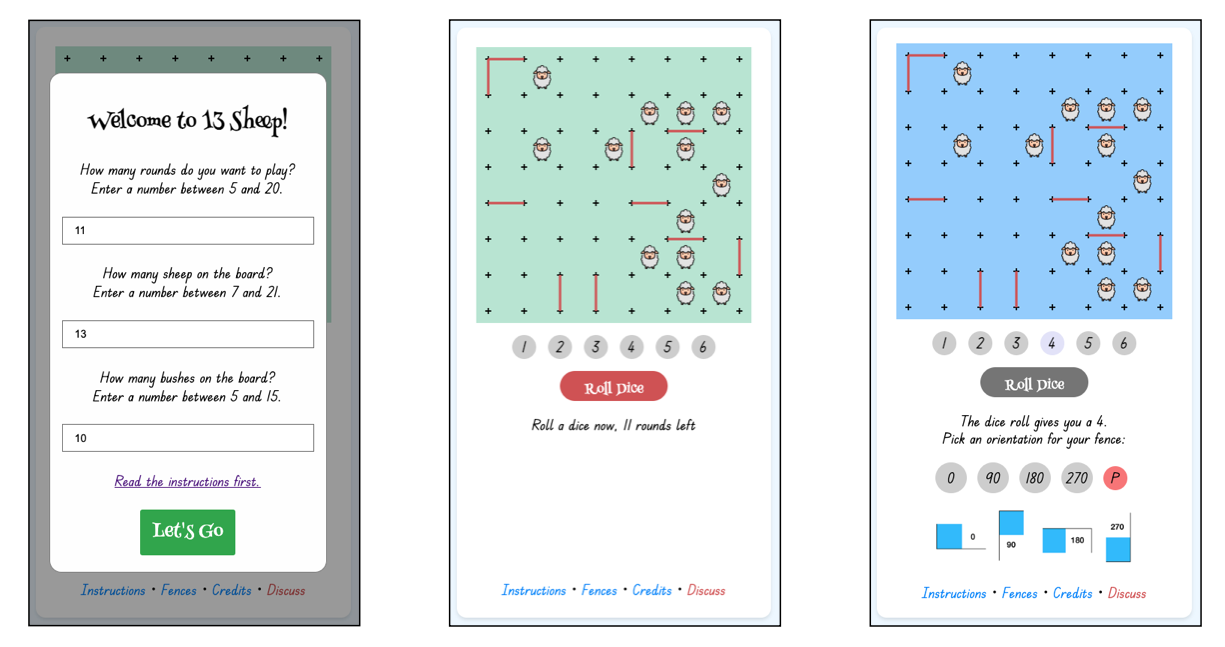 Welcome to 13 Sheep!
How many rounds do you want to play?
Enter a number between 5 and 20.
11
How many sheep on the board?
Enter a number between 7 and 21.
13
How many bushes on the board?
Enter a number between 5 and 15.
10
Read the instructions first.
Let's Go
Instructions • Fences • Credits • Discuss
1 2 3 4 5 6
Roll Dice
Roll a dice now, 11 rounds left
Instructions • Fences • Credits • Discuss
1 2 3 4 5 6
Roll Dice
The dice roll gives you a 4.
Pick an orientation for your fence:
0 90 180 270 P
0 90 180 270
Instructions • Fences • Credits • Discuss